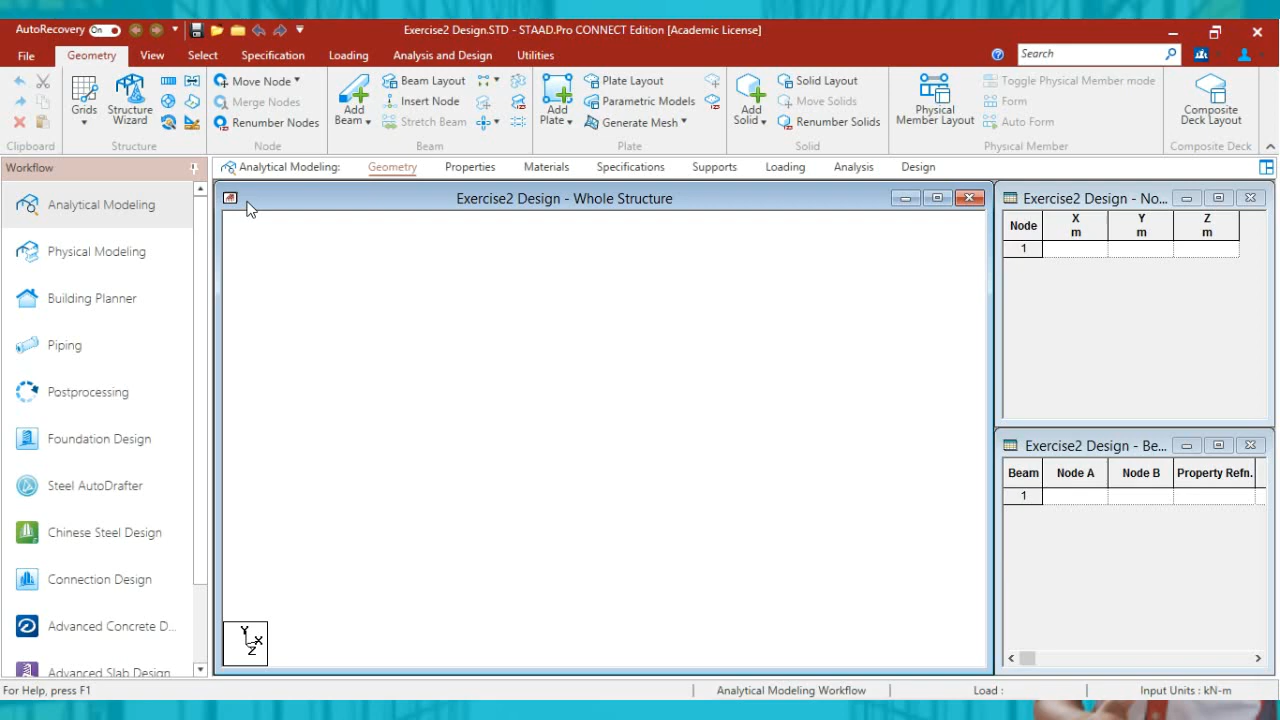 AutoRecovery On
Exercise2 Design.STD - STAAD.Pro CONNECT Edition [Academic License]
File Geometry View Select Specification Loading Analysis and Design Utilities Search
Grids
Structure Wizard
Clipboard
Structure
Move Node
Merge Nodes
Renumber Nodes
Node
Add Beam
Beam Layout
Insert Node
Stretch Beam
Beam
Add Plate
Plate Layout
Parametric Models
Generate Mesh
Plate
Add Solid
Solid Layout
Move Solids
Renumber Solids
Solid
Physical Member Layout
Toggle Physical Member mode
Form
Auto Form
Physical Member
Composite Deck Layout
Composite Deck
Workflow
Analytical Modeling: Geometry Properties Materials Specifications Supports Loading Analysis Design
Analytical Modeling
Physical Modeling
Building Planner
Piping
Postprocessing
Foundation Design
Steel AutoDrafter
Chinese Steel Design
Connection Design
Advanced Concrete D...
Advanced Slab Design
Exercise2 Design - Whole Structure
Y
X
Z
Exercise2 Design - No...
Node X m Y m Z m
1
Exercise2 Design - Be...
Beam Node A Node B Property Refn.
1
For Help, press F1 Analytical Modeling Workflow Load : Input Units : kN-m